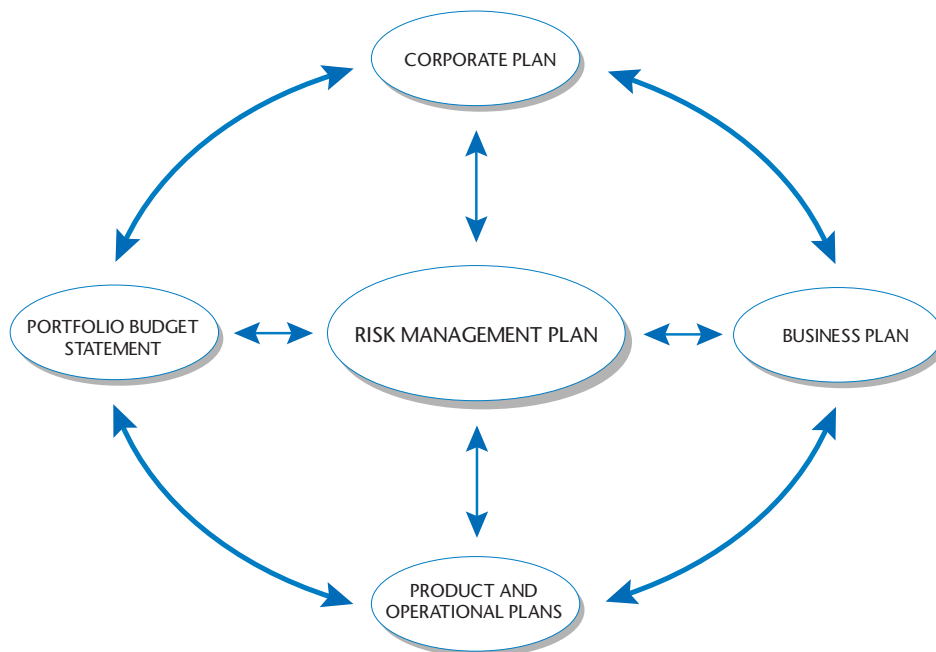 CORPORATE PLAN
PORTFOLIO BUDGET
STATEMENT
RISK MANAGEMENT PLAN
BUSINESS PLAN
PRODUCT AND
OPERATIONAL PLANS